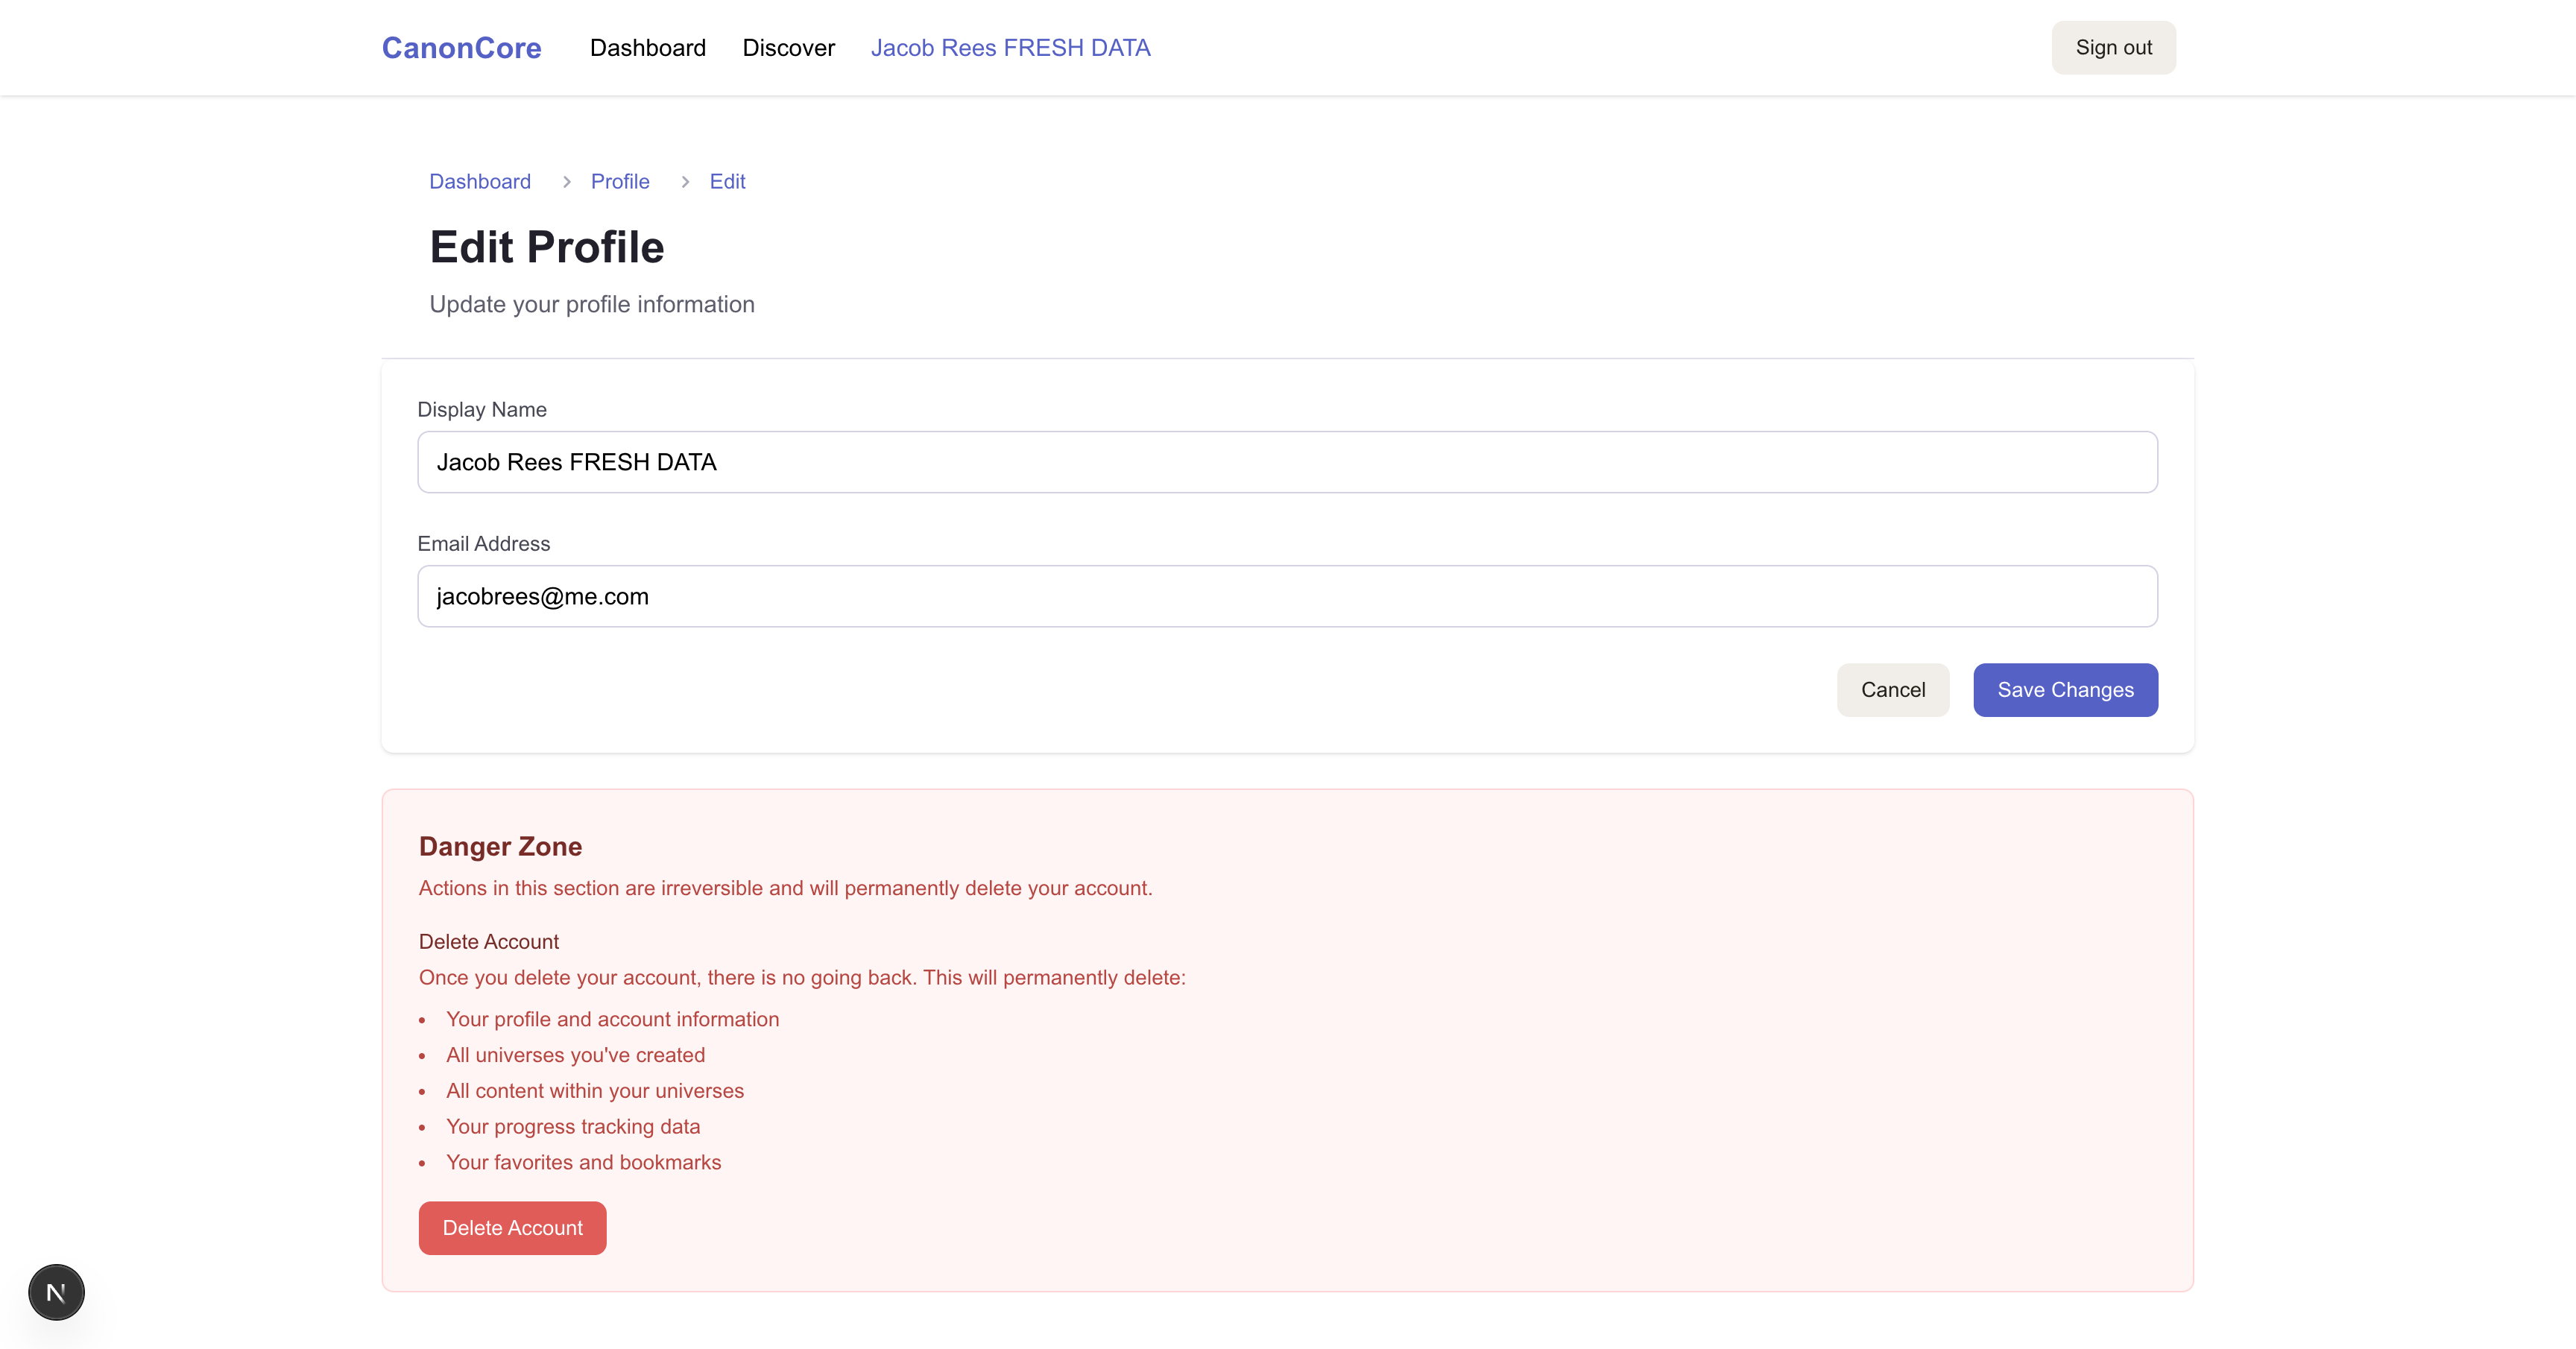 CanonCore Dashboard Discover Jacob Rees FRESH DATA Sign out
Dashboard Profile Edit
Edit Profile
Update your profile information
Display Name
Jacob Rees FRESH DATA
Email Address
jacobrees@me.com
Cancel Save Changes
Danger Zone
Actions in this section are irreversible and will permanently delete your account.
Delete Account
Once you delete your account, there is no going back. This will permanently delete:
• Your profile and account information
• All universes you've created
• All content within your universes
• Your progress tracking data
• Your favorites and bookmarks
Delete Account
N